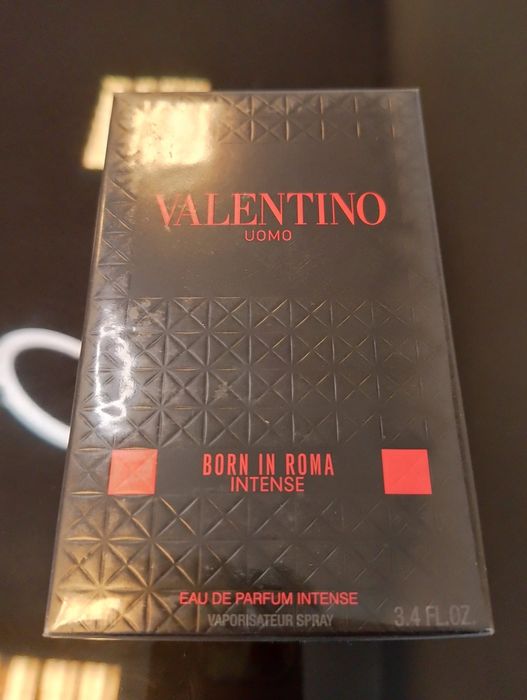 VALENTINO
UOMO
BORN IN ROMA
INTENSE
EAU DE PARFUM INTENSE
VAPORISATEUR SPRAY
3.4 FL.OZ.